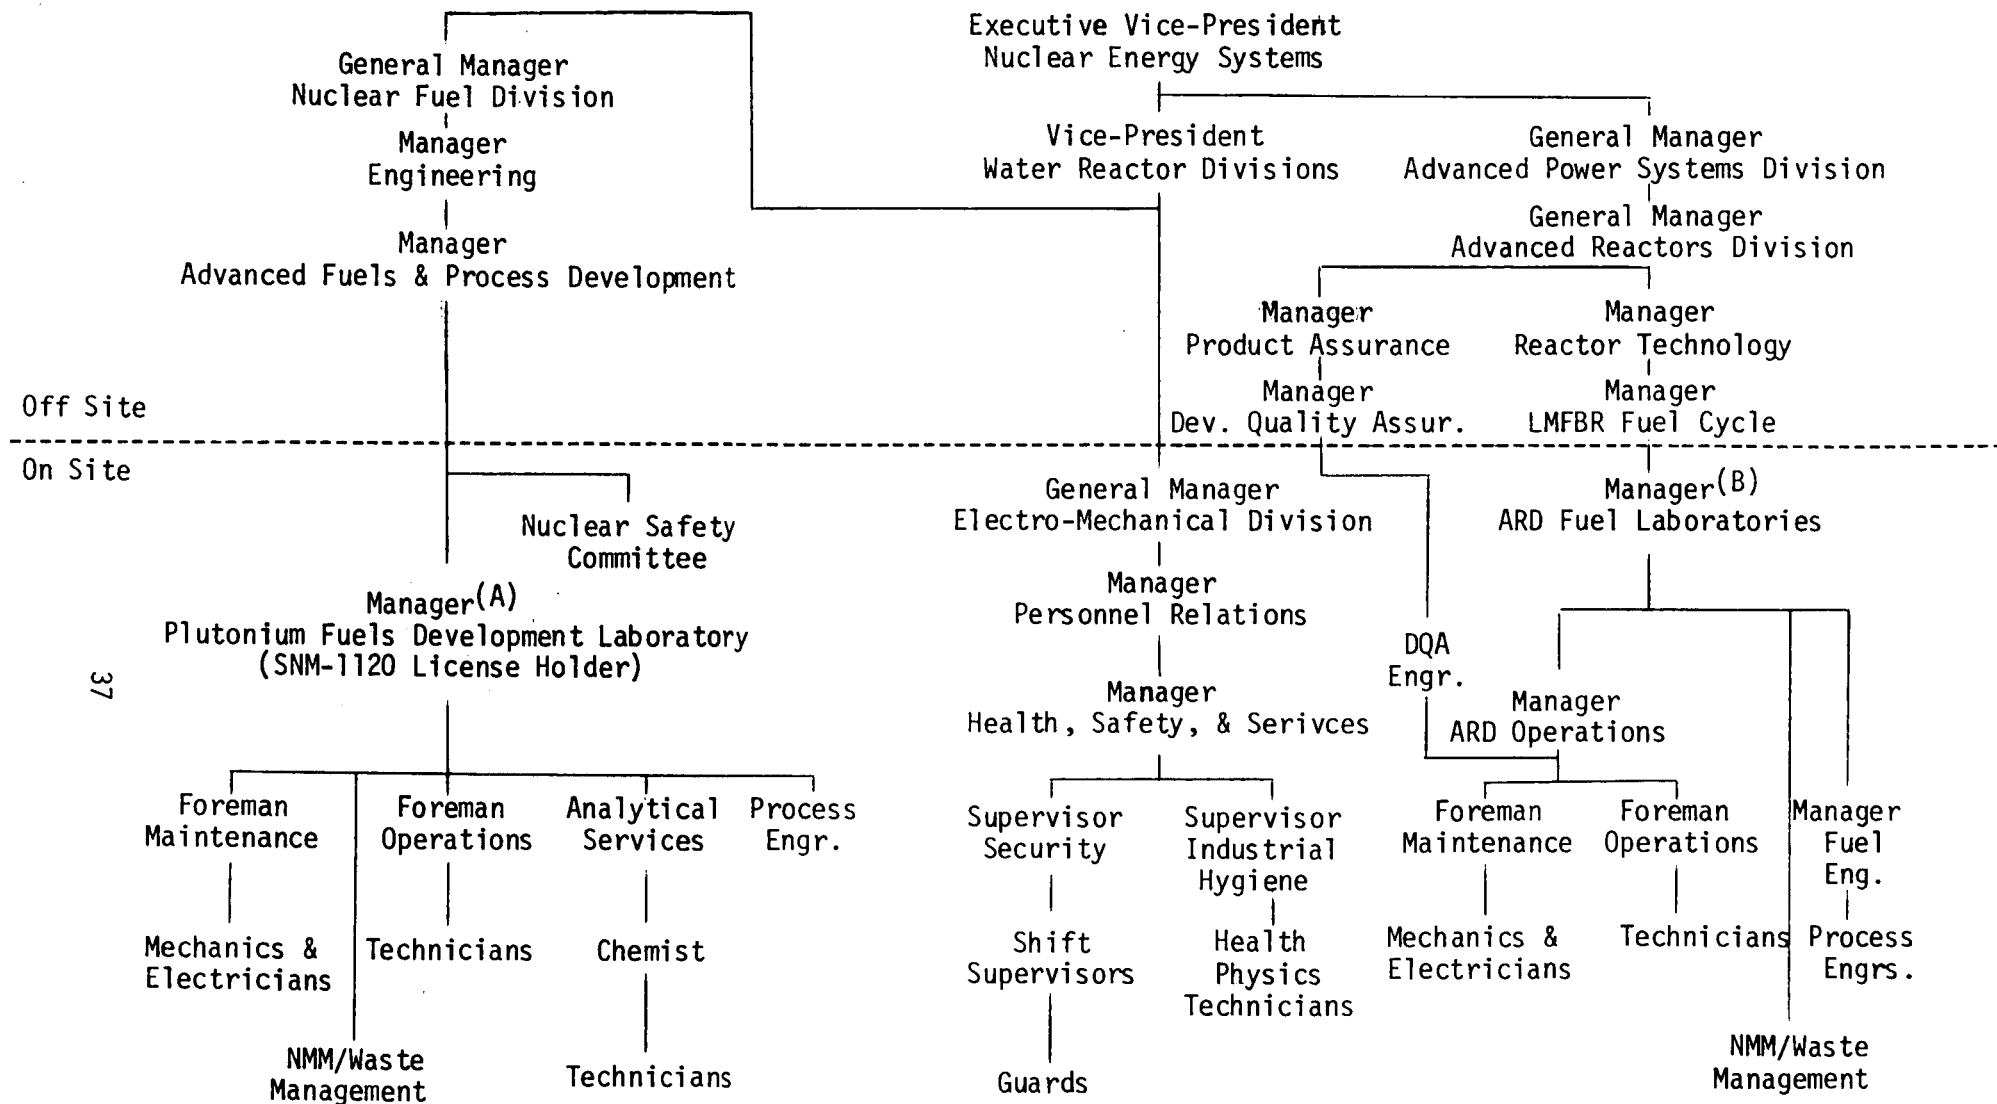 Executive Vice-President
Nuclear Energy Systems
General Manager
Nuclear Fuel Division
Manager
Engineering
Manager
Advanced Fuels & Process Development
Vice-President
Water Reactor Divisions
General Manager
Advanced Power Systems Division
General Manager
Advanced Reactors Division
Manager
Product Assurance
Manager
Dev. Quality Assur.
Manager
Reactor Technology
Manager
LMFBR Fuel Cycle
Off Site
On Site
Nuclear Safety
Committee
Manager(A)
Plutonium Fuels Development Laboratory
(SNM-1120 License Holder)
General Manager
Electro-Mechanical Division
Manager
Personnel Relations
Manager
Health, Safety, & Serivces
DQA
Engr.
Manager(B)
ARD Fuel Laboratories
Manager
ARD Operations
37
Foreman
Maintenance
Mechanics &
Electricians
NMM/Waste
Management
Foreman
Operations
Technicians
Analytical
Services
Chemist
Technicians
Process
Engr.
Supervisor
Security
Shift
Supervisors
Guards
Supervisor
Industrial
Hygiene
Health
Physics
Technicians
Foreman
Maintenance
Mechanics &
Electricians
Foreman
Operations
Technicians
Manager
Fuel
Eng.
Process
Engrs.
NMM/Waste
Management